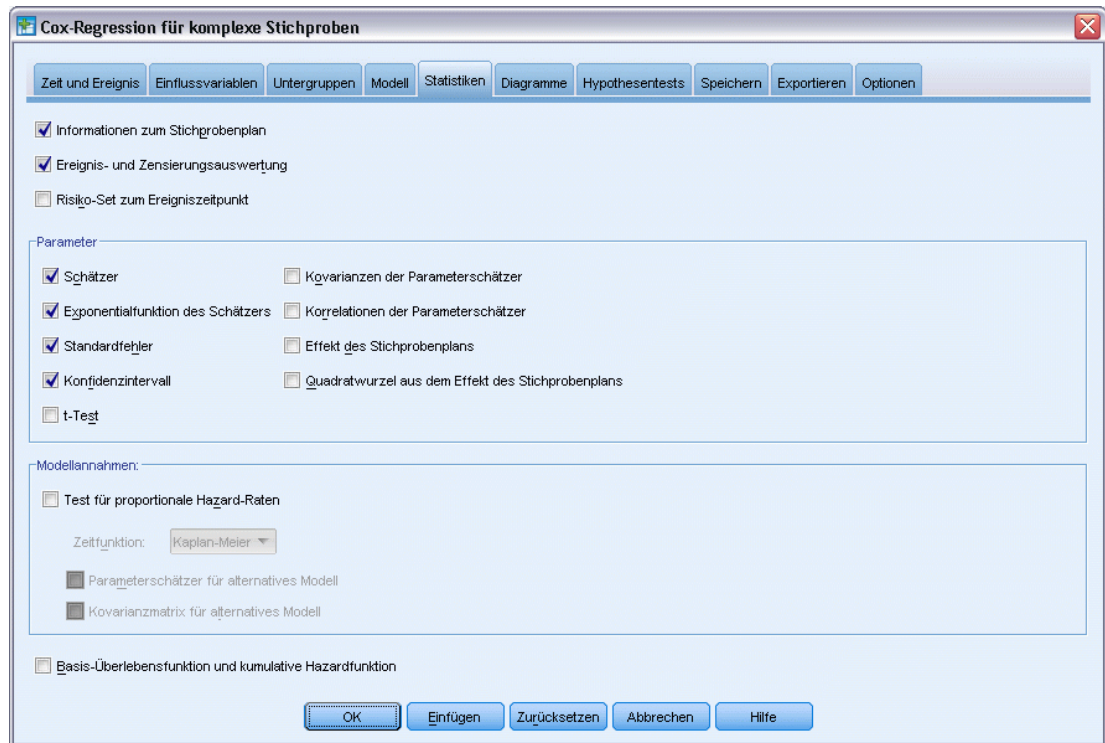 Cox-Regression für komplexe Stichproben
Zeit und Ereignis Einflussvariablen Untergruppen Modell Statistiken Diagramme Hypothesentests Speichern Exportieren Optionen
Informationen zum Stichprobenplan
Ereignis- und Zensierungsauswertung
Risiko-Set zum Ereigniszeitpunkt
Parameter
Schätzer Kovarianzen der Parameterschätzer
Exponentialfunktion des Schätzers Korrelationen der Parameterschätzer
Standardfehler Effekt des Stichprobenplans
Konfidenzintervall Quadratwurzel aus dem Effekt des Stichprobenplans
t-Test
Modellannahmen:
Test für proportionale Hazard-Raten
Zeitfunktion: Kaplan-Meier
Parameterschätzer für alternatives Modell
Kovarianzmatrix für alternatives Modell
Basis-Überlebensfunktion und kumulative Hazardfunktion
OK Einfügen Zurücksetzen Abbrechen Hilfe